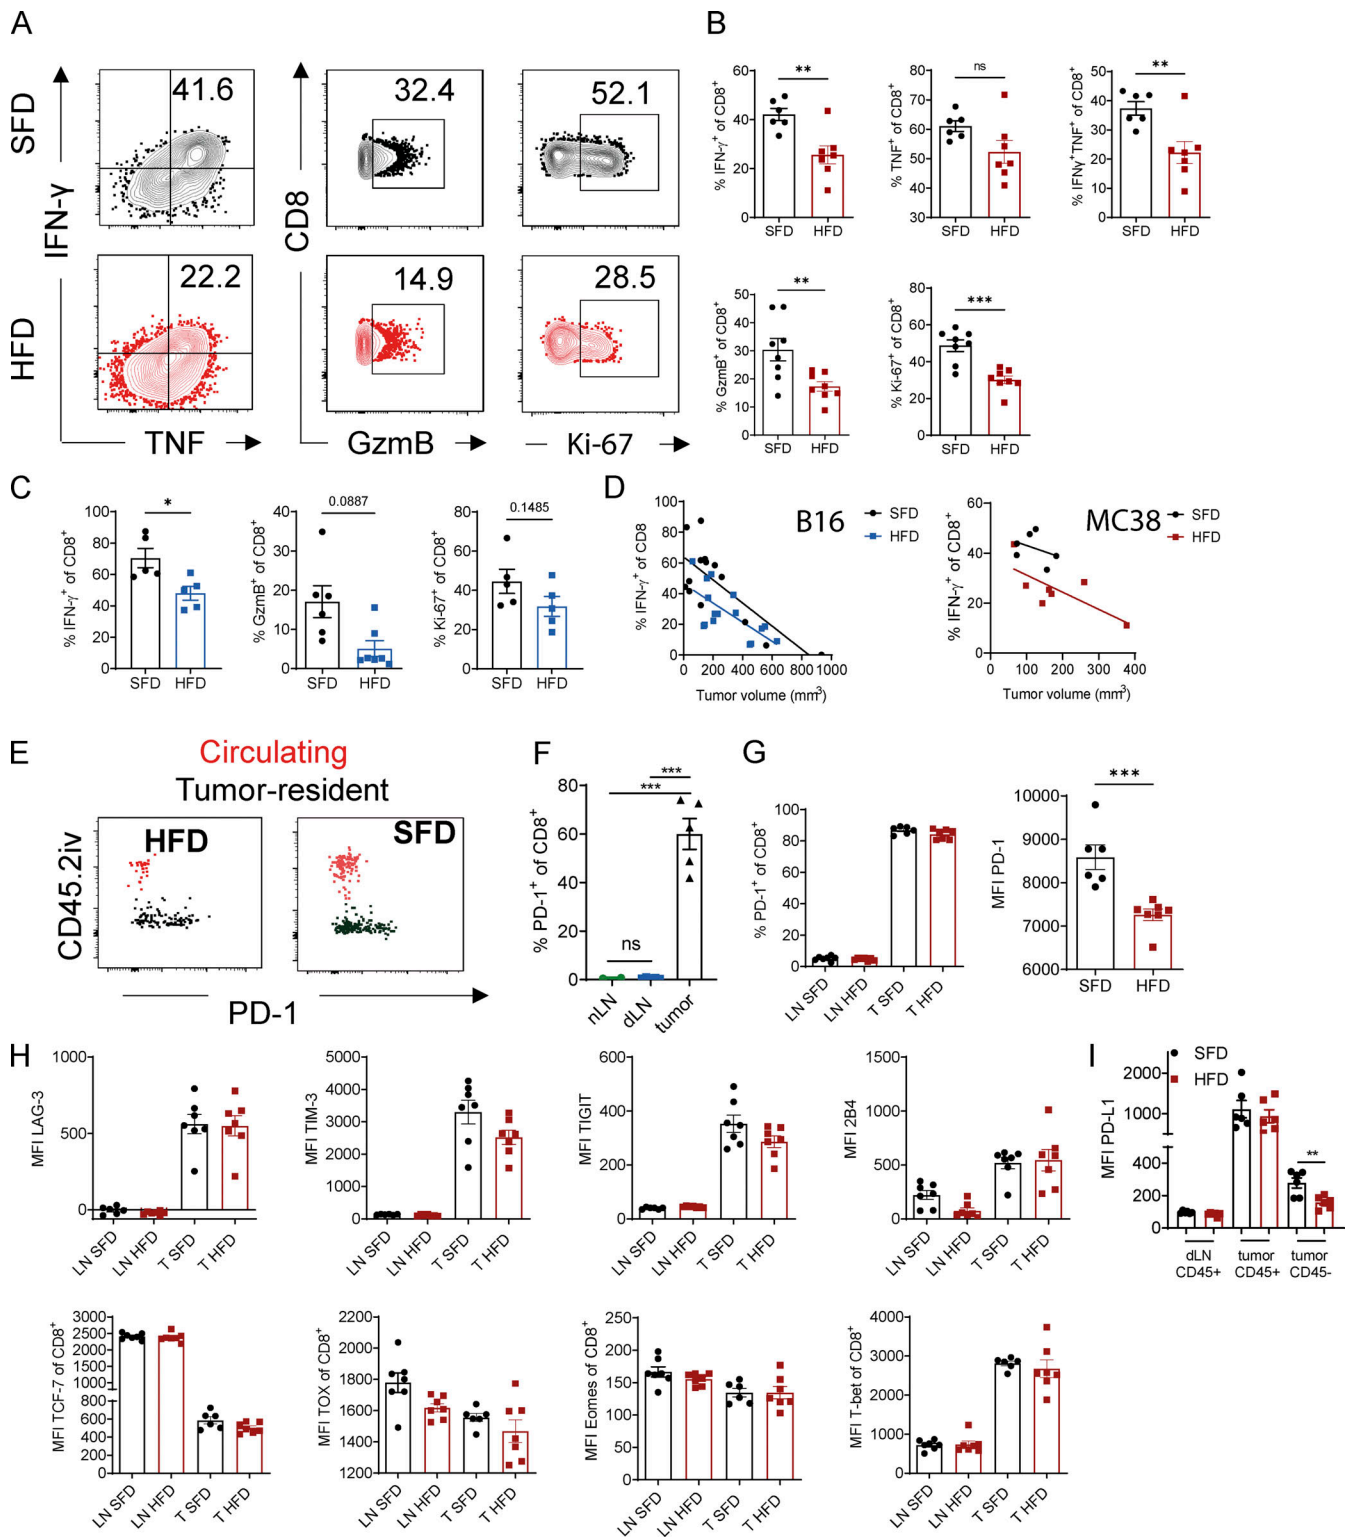 A
SFD
HFD
IFN-γ
41.6
22.2
TNF
CD8
32.4
14.9
GzmB
52.1
28.5
Ki-67
B
% IFN-γ⁺ of CD8⁺
60
40
20
0
**
SFD
HFD
% TNF⁺ of CD8⁺
80
70
60
50
40
30
ns
SFD
HFD
% IFNγ⁺TNF⁺ of CD8⁺
50
40
30
20
10
0
**
SFD
HFD
% GzmB⁺ of CD8⁺
50
40
30
20
10
0
**
SFD
HFD
% Ki-67⁺ of CD8⁺
80
60
40
20
0
***
SFD
HFD
C
% IFN-γ⁺ of CD8⁺
100
80
60
40
20
0
*
SFD
HFD
% GzmB⁺ of CD8⁺
40
30
20
10
0
0.0887
SFD
HFD
% Ki-67⁺ of CD8⁺
80
60
40
20
0
0.1485
SFD
HFD
D
% IFN-γ⁺ of CD8
100
80
60
40
20
0
B16
SFD
HFD
0 200 400 600 800 1000
Tumor volume (mm³)
% IFN-γ⁺ of CD8⁺
60
40
20
0
MC38
SFD
HFD
0 100 200 300 400
Tumor volume (mm³)
E
Circulating
Tumor-resident
HFD
SFD
CD45.2iv
PD-1
F
% PD-1⁺ of CD8⁺
80
60
40
20
0
***
***
ns
nLN
dLN
tumor
G
% PD-1⁺ of CD8⁺
100
80
60
40
20
0
LN SFD
LN HFD
T SFD
T HFD
MFI PD-1
10000
9000
8000
7000
6000
***
SFD
HFD
H
MFI LAG-3
1000
500
0
LN SFD
LN HFD
T SFD
T HFD
MFI TIM-3
5000
4000
3000
2000
1000
0
LN SFD
LN HFD
T SFD
T HFD
MFI TIGIT
600
400
200
0
LN SFD
LN HFD
T SFD
T HFD
MFI 2B4
1500
1000
500
0
LN SFD
LN HFD
T SFD
T HFD
I
SFD
HFD
MFI PD-L1
2000
1000
400
200
0
**
dLN
CD45+
tumor
CD45+
tumor
CD45-
MFI TCF-7 of CD8⁺
3000
2500
2000
1500
1000
800
600
400
200
0
LN SFD
LN HFD
T SFD
T HFD
MFI TOX of CD8⁺
2200
2000
1800
1600
1400
1200
LN SFD
LN HFD
T SFD
T HFD
MFI Eomes of CD8⁺
250
200
150
100
50
0
LN SFD
LN HFD
T SFD
T HFD
MFI T-bet of CD8⁺
4000
3000
2000
1000
0
LN SFD
LN HFD
T SFD
T HFD